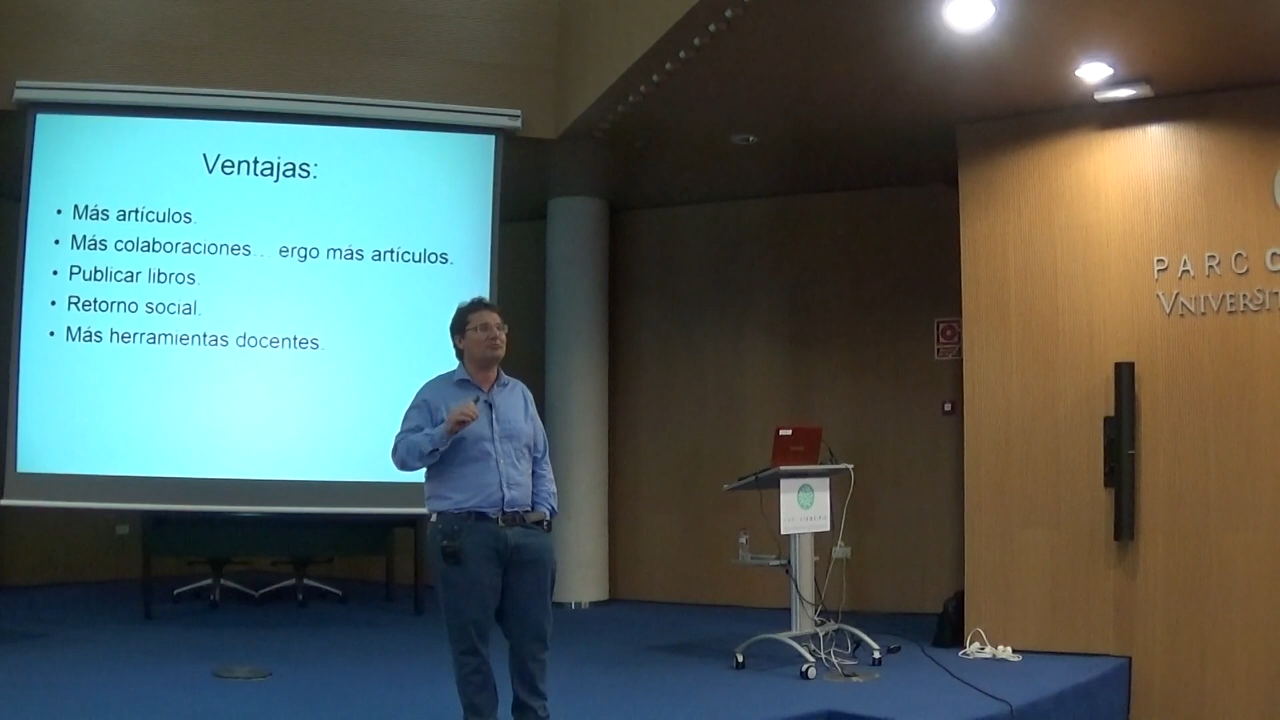 Ventajas:
• Más artículos.
• Más colaboraciones… ergo más artículos.
• Publicar libros.
• Retorno social.
• Más herramientas docentes.
PARC
VNIVERSIT